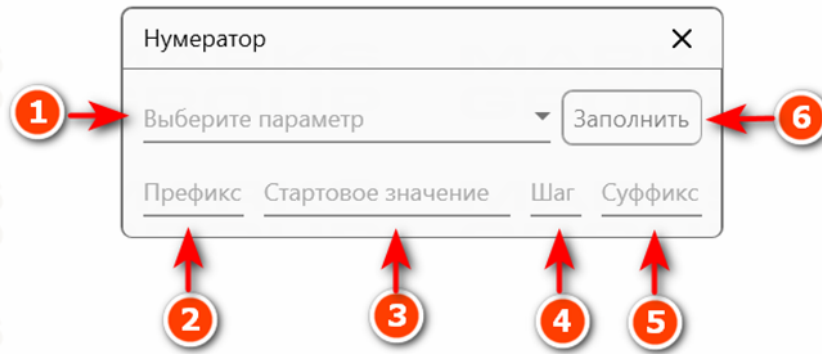 Нумератор
1 Выберите параметр Заполнить 6
Префикс Стартовое значение Шаг Суффикс
2 3 4 5